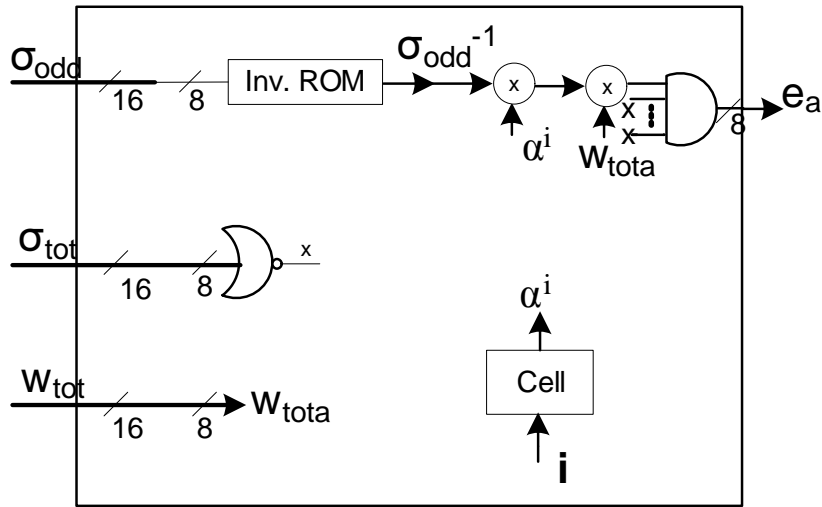 σodd
16
8
Inv. ROM
σodd-1
x
αi
x
wtota
x
x
8
ea
σtot
16
8
x
wtot
16
8
wtota
αi
Cell
i